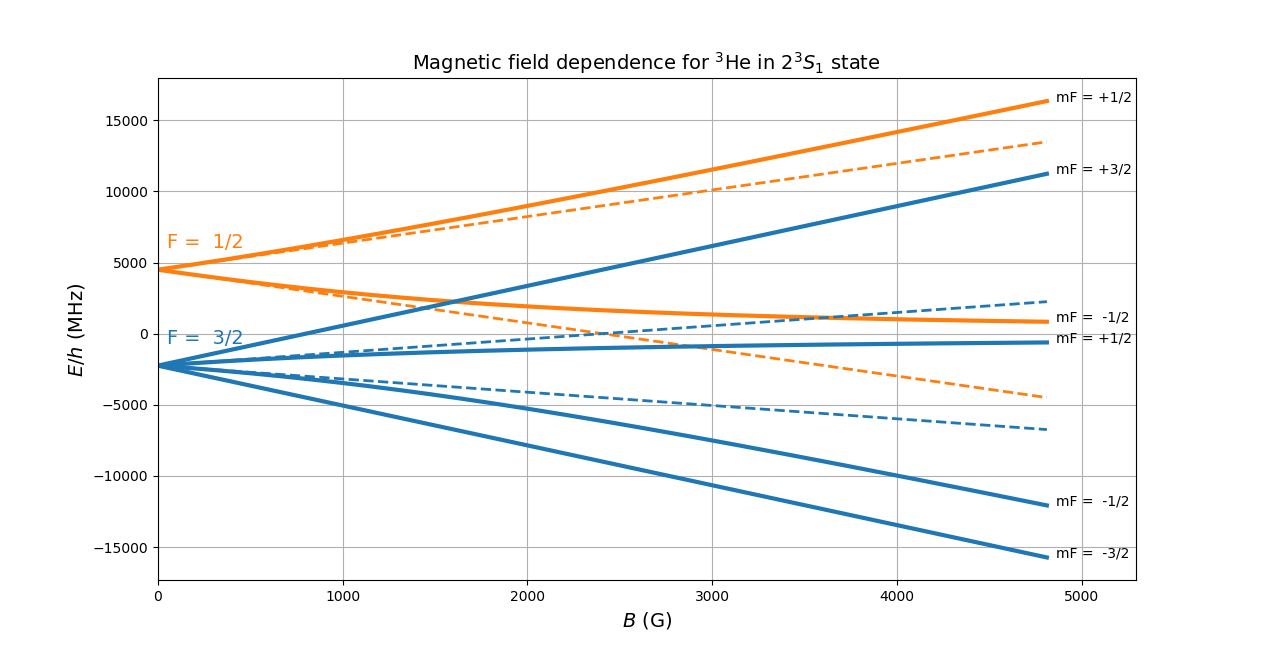 Magnetic field dependence for ³He in 2³S₁ state
E/h (MHz)
15000
10000
5000
0
−5000
−10000
−15000
F =  1/2
F =  3/2
mF = +1/2
mF = +3/2
mF =  -1/2
mF = +1/2
mF =  -1/2
mF =  -3/2
0 1000 2000 3000 4000 5000
B (G)